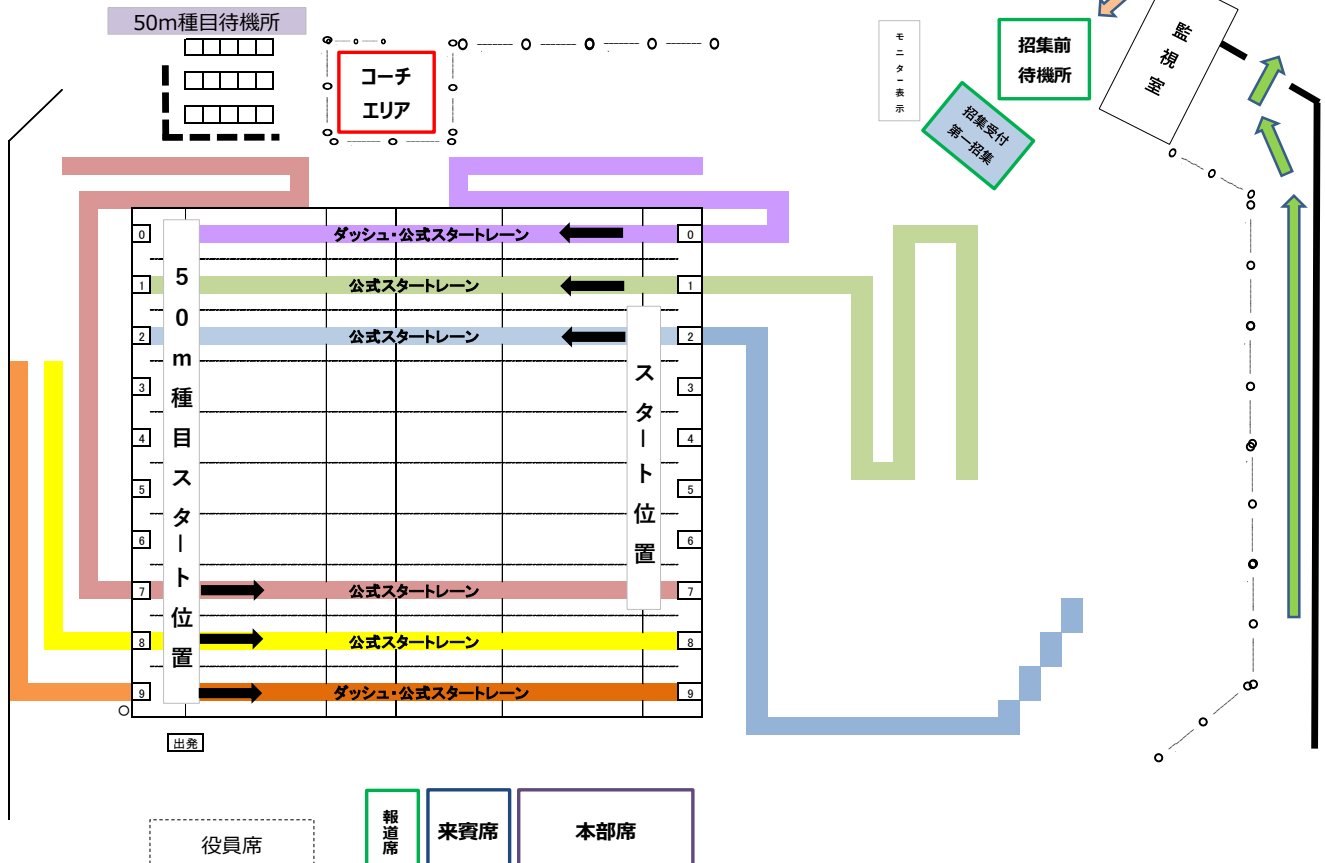 50m種目待機所
コーチ
エリア
モニター表示
招集前
待機所
監視室
招集受付
第一招集
0
ダッシュ・公式スタートレーン
0
1
公式スタートレーン
1
2
公式スタートレーン
2
3
3
4
4
5
5
6
6
7
公式スタートレーン
7
8
公式スタートレーン
8
9
ダッシュ・公式スタートレーン
9
50m種目スタート位置
スタート位置
出発
役員席
報道席
来賓席
本部席